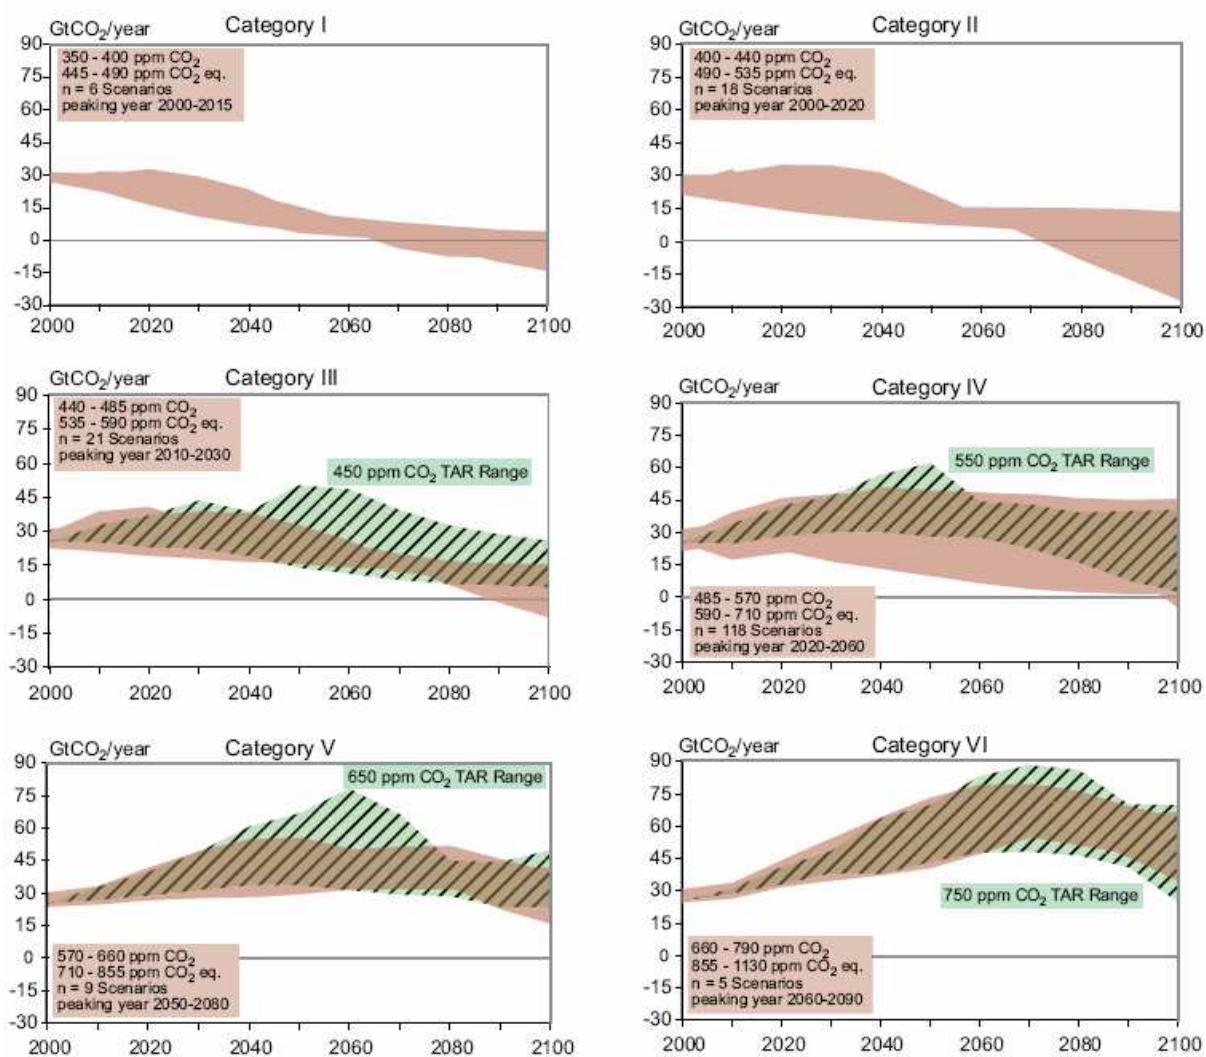 GtCO2/year Category I
90
350 - 400 ppm CO2
445 - 490 ppm CO2 eq.
n = 6 Scenarios
peaking year 2000-2015
75
60
45
30
15
0
-15
-30
2000 2020 2040 2060 2080 2100
GtCO2/year Category II
90
400 - 440 ppm CO2
490 - 535 ppm CO2 eq.
n = 18 Scenarios
peaking year 2000-2020
75
60
45
30
15
0
-15
-30
2000 2020 2040 2060 2080 2100
GtCO2/year Category III
90
440 - 485 ppm CO2
535 - 590 ppm CO2 eq.
n = 21 Scenarios
peaking year 2010-2030
450 ppm CO2 TAR Range
75
60
45
30
15
0
-15
-30
2000 2020 2040 2060 2080 2100
GtCO2/year Category IV
90
75
60
45
30
15
0
-15
-30
550 ppm CO2 TAR Range
485 - 570 ppm CO2
590 - 710 ppm CO2 eq.
n = 118 Scenarios
peaking year 2020-2060
2000 2020 2040 2060 2080 2100
GtCO2/year Category V
90
75
60
45
30
15
0
-15
-30
650 ppm CO2 TAR Range
570 - 660 ppm CO2
710 - 855 ppm CO2 eq.
n = 9 Scenarios
peaking year 2050-2080
2000 2020 2040 2060 2080 2100
GtCO2/year Category VI
90
75
60
45
30
15
0
-15
-30
750 ppm CO2 TAR Range
660 - 790 ppm CO2
855 - 1130 ppm CO2 eq.
n = 5 Scenarios
peaking year 2060-2090
2000 2020 2040 2060 2080 2100